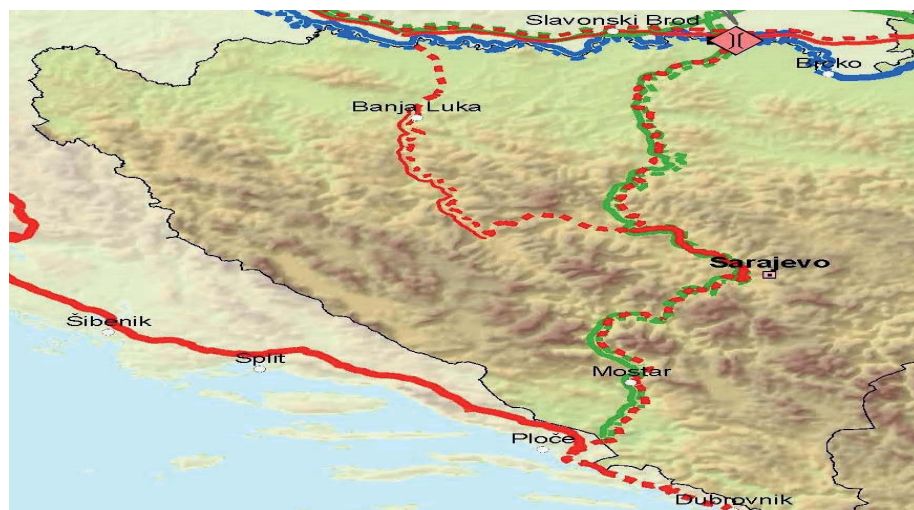 Slavonski Brod
Brčko
Banja Luka
Sarajevo
Šibenik
Split
Mostar
Ploče
Dubrovnik